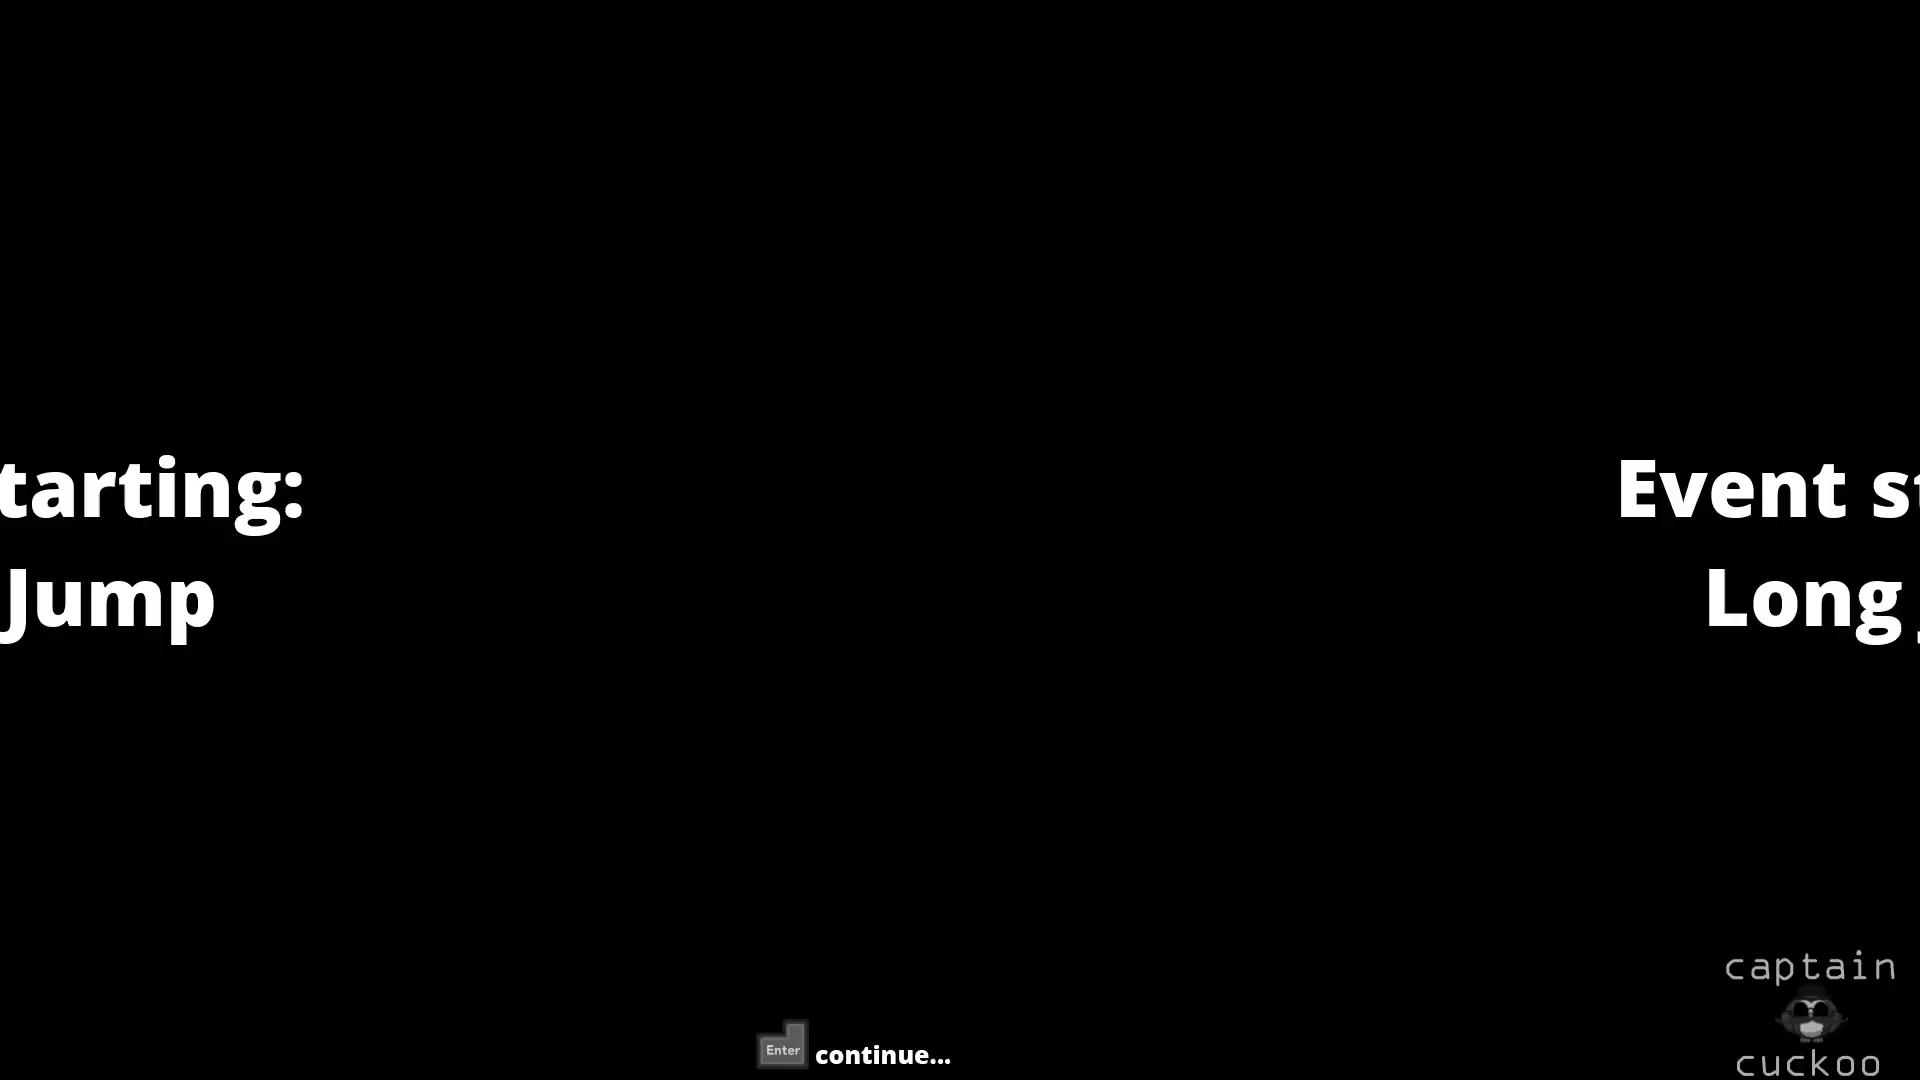 tarting:
Jump
Event st
Long J
Enter continue...
captain
cuckoo